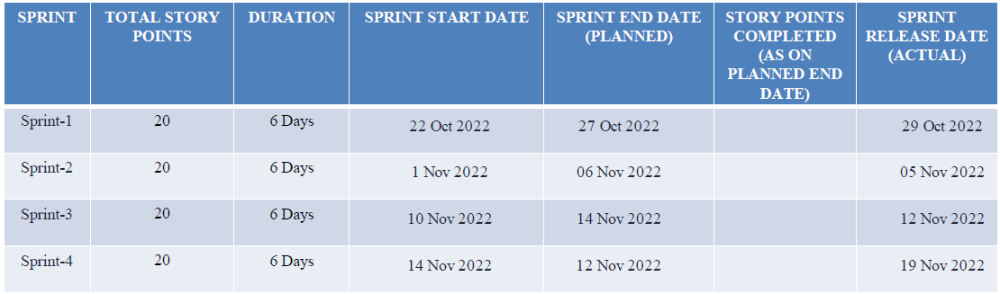 SPRINT TOTAL STORY POINTS DURATION SPRINT START DATE SPRINT END DATE (PLANNED) STORY POINTS COMPLETED (AS ON PLANNED END DATE) SPRINT RELEASE DATE (ACTUAL)
Sprint-1 20 6 Days 22 Oct 2022 27 Oct 2022 29 Oct 2022
Sprint-2 20 6 Days 1 Nov 2022 06 Nov 2022 05 Nov 2022
Sprint-3 20 6 Days 10 Nov 2022 14 Nov 2022 12 Nov 2022
Sprint-4 20 6 Days 14 Nov 2022 12 Nov 2022 19 Nov 2022